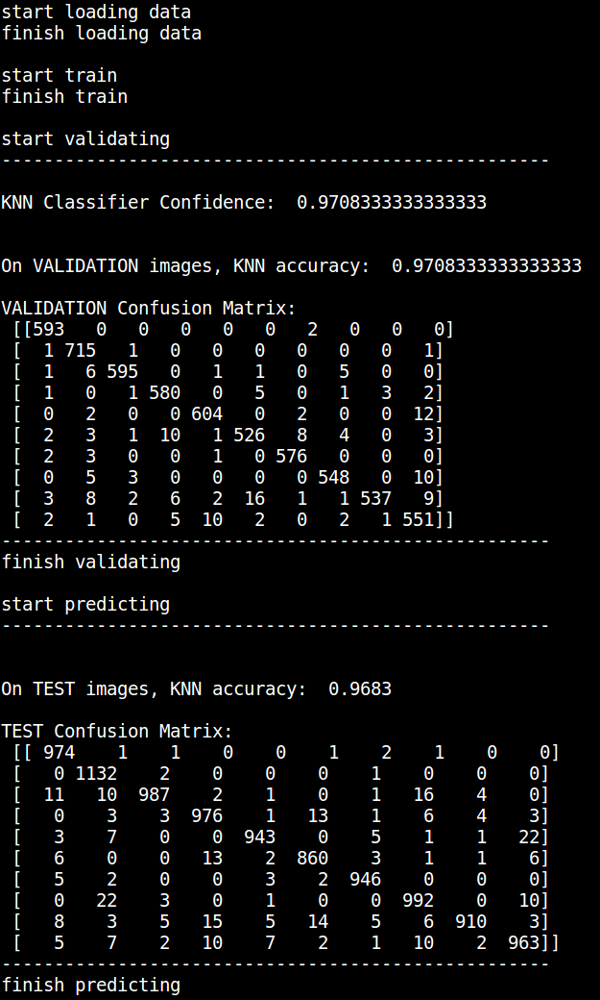 start loading data
finish loading data
start train
finish train
start validating
----------------------------------------------------
KNN Classifier Confidence:  0.9708333333333333
On VALIDATION images, KNN accuracy:  0.9708333333333333
VALIDATION Confusion Matrix:
 [[593   0   0   0   0   0   2   0   0   0]
 [  1 715   1   0   0   0   0   0   0   1]
 [  1   6 595   0   1   1   0   5   0   0]
 [  1   0   1 580   0   5   0   1   3   2]
 [  0   2   0   0 604   0   2   0   0  12]
 [  2   3   1  10   1 526   8   4   0   3]
 [  2   3   0   0   1   0 576   0   0   0]
 [  0   5   3   0   0   0   0 548   0  10]
 [  3   8   2   6   2  16   1   1 537   9]
 [  2   1   0   5  10   2   0   2   1 551]]
----------------------------------------------------
finish validating
start predicting
----------------------------------------------------
On TEST images, KNN accuracy:  0.9683
TEST Confusion Matrix:
 [[ 974    1    1    0    0    1    2    1    0    0]
 [   0 1132    2    0    0    0    1    0    0    0]
 [  11   10  987    2    1    0    1   16    4    0]
 [   0    3    3  976    1   13    1    6    4    3]
 [   3    7    0    0  943    0    5    1    1   22]
 [   6    0    0   13    2  860    3    1    1    6]
 [   5    2    0    0    3    2  946    0    0    0]
 [   0   22    3    0    1    0    0  992    0   10]
 [   8    3    5   15    5   14    5    6  910    3]
 [   5    7    2   10    7    2    1   10    2  963]]
----------------------------------------------------
finish predicting